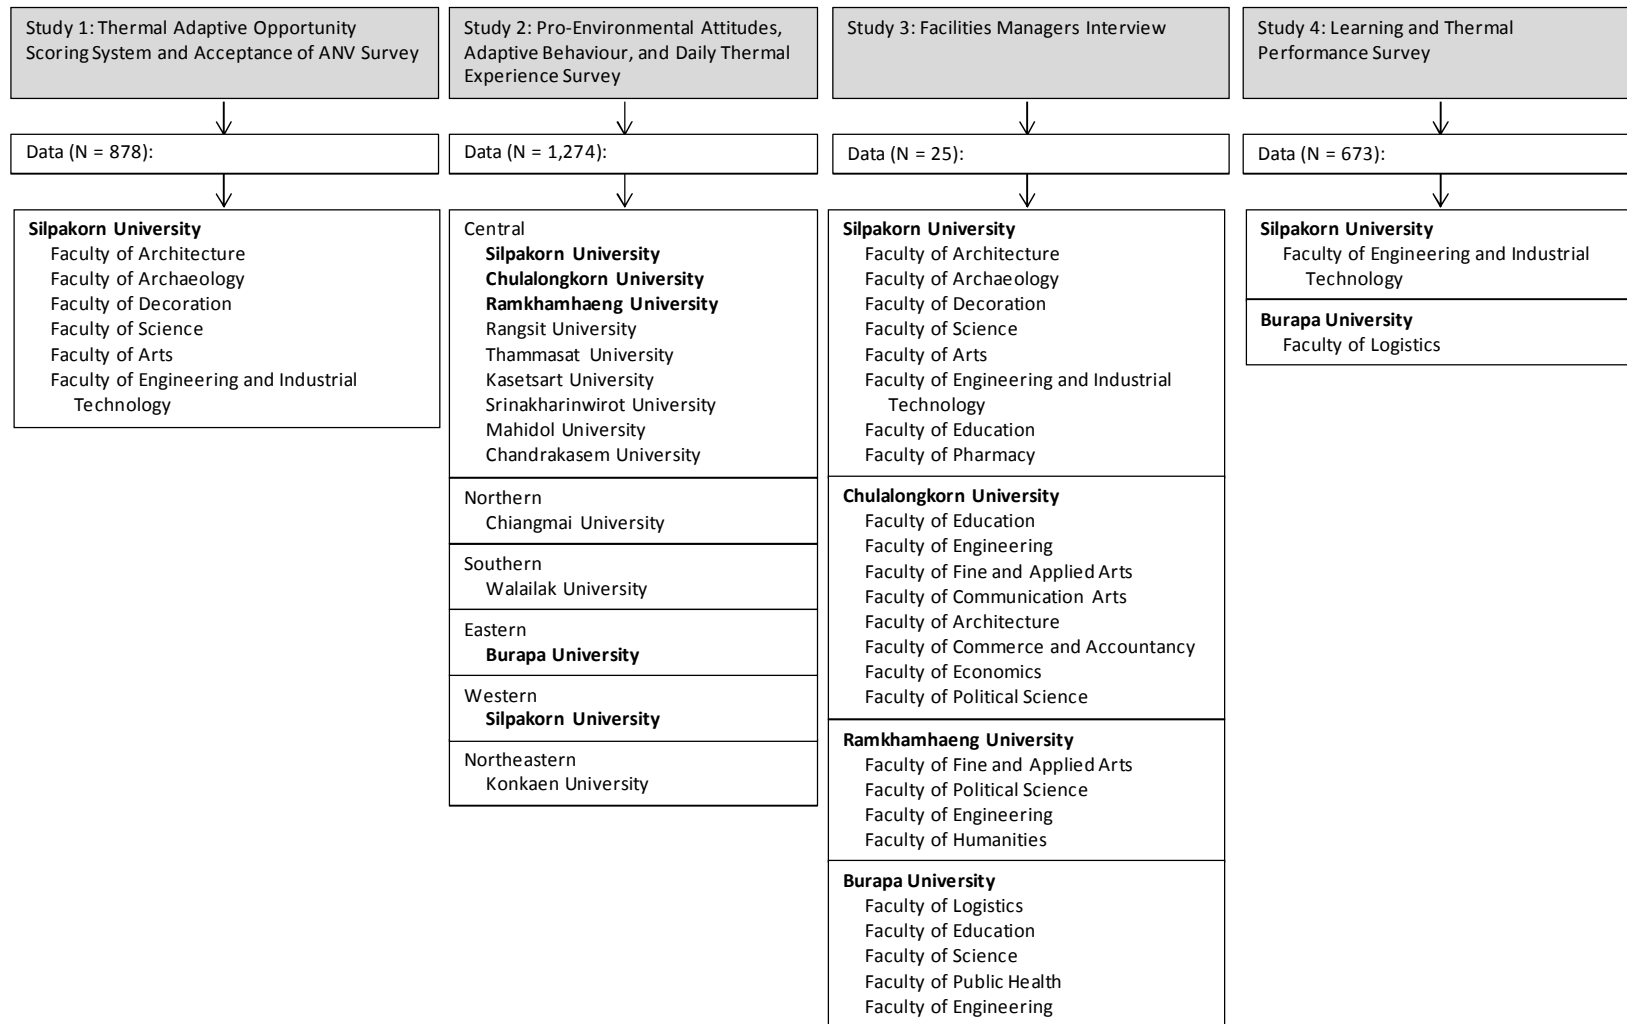 Study 1: Thermal Adaptive Opportunity
Scoring System and Acceptance of ANV Survey
Data (N = 878):
Silpakorn University
Faculty of Architecture
Faculty of Archaeology
Faculty of Decoration
Faculty of Science
Faculty of Arts
Faculty of Engineering and Industrial
Technology
Study 2: Pro-Environmental Attitudes,
Adaptive Behaviour, and Daily Thermal
Experience Survey
Data (N = 1,274):
Central
Silpakorn University
Chulalongkorn University
Ramkhamhaeng University
Rangsit University
Thammasat University
Kasetsart University
Srinakharinwirot University
Mahidol University
Chandrakasem University
Northern
Chiangmai University
Southern
Walailak University
Eastern
Burapa University
Western
Silpakorn University
Northeastern
Konkaen University
Study 3: Facilities Managers Interview
Data (N = 25):
Silpakorn University
Faculty of Architecture
Faculty of Archaeology
Faculty of Decoration
Faculty of Science
Faculty of Arts
Faculty of Engineering and Industrial
Technology
Faculty of Education
Faculty of Pharmacy
Chulalongkorn University
Faculty of Education
Faculty of Engineering
Faculty of Fine and Applied Arts
Faculty of Communication Arts
Faculty of Architecture
Faculty of Commerce and Accountancy
Faculty of Economics
Faculty of Political Science
Ramkhamhaeng University
Faculty of Fine and Applied Arts
Faculty of Political Science
Faculty of Engineering
Faculty of Humanities
Burapa University
Faculty of Logistics
Faculty of Education
Faculty of Science
Faculty of Public Health
Faculty of Engineering
Study 4: Learning and Thermal
Performance Survey
Data (N = 673):
Silpakorn University
Faculty of Engineering and Industrial
Technology
Burapa University
Faculty of Logistics